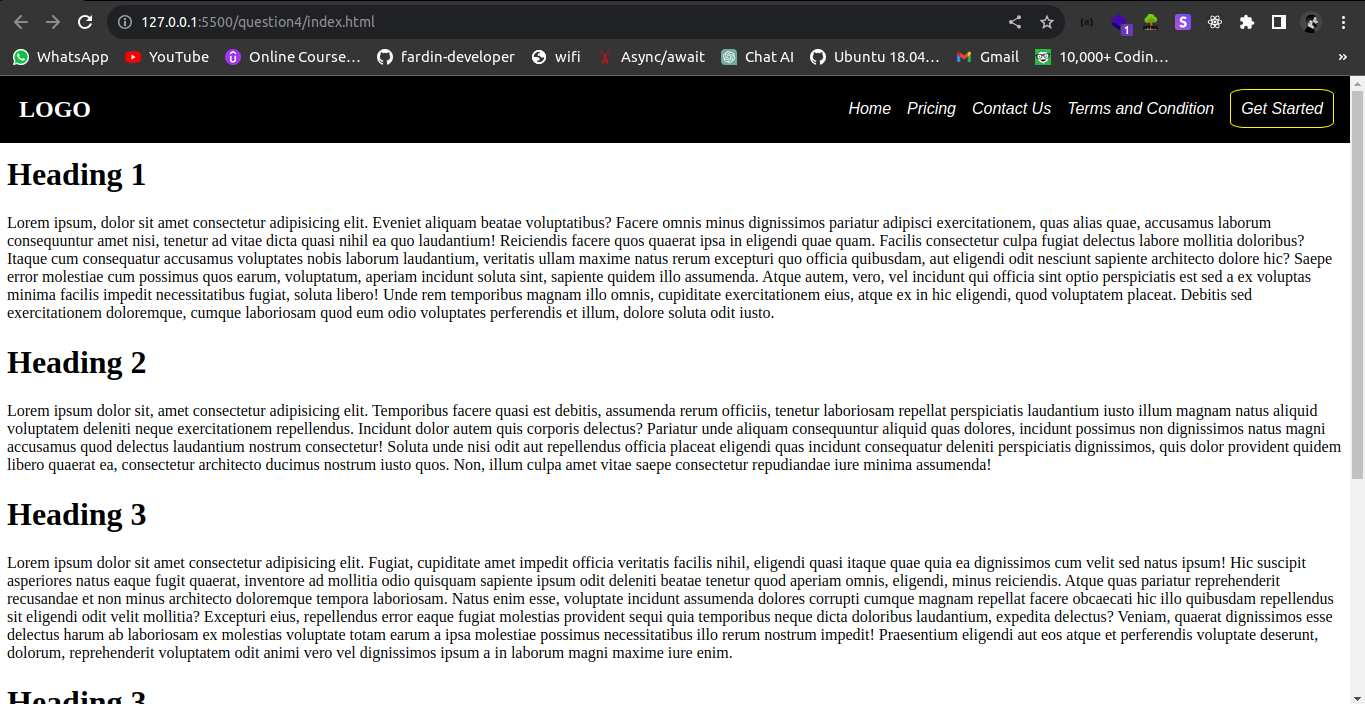 127.0.0.1:5500/question4/index.html
1
S
WhatsApp YouTube Online Course… fardin-developer wifi Async/await Chat AI Ubuntu 18.04… Gmail 10,000+ Codin… »
LOGO Home Pricing Contact Us Terms and Condition Get Started
Heading 1
Lorem ipsum, dolor sit amet consectetur adipisicing elit. Eveniet aliquam beatae voluptatibus? Facere omnis minus dignissimos pariatur adipisci exercitationem, quas alias quae, accusamus laborum
consequuntur amet nisi, tenetur ad vitae dicta quasi nihil ea quo laudantium! Reiciendis facere quos quaerat ipsa in eligendi quae quam. Facilis consectetur culpa fugiat delectus labore mollitia doloribus?
Itaque cum consequatur accusamus voluptates nobis laborum laudantium, veritatis ullam maxime natus rerum excepturi quo officia quibusdam, aut eligendi odit nesciunt sapiente architecto dolore hic? Saepe
error molestiae cum possimus quos earum, voluptatum, aperiam incidunt soluta sint, sapiente quidem illo assumenda. Atque autem, vero, vel incidunt qui officia sint optio perspiciatis est sed a ex voluptas
minima facilis impedit necessitatibus fugiat, soluta libero! Unde rem temporibus magnam illo omnis, cupiditate exercitationem eius, atque ex in hic eligendi, quod voluptatem placeat. Debitis sed
exercitationem doloremque, cumque laboriosam quod eum odio voluptates perferendis et illum, dolore soluta odit iusto.
Heading 2
Lorem ipsum dolor sit, amet consectetur adipisicing elit. Temporibus facere quasi est debitis, assumenda rerum officiis, tenetur laboriosam repellat perspiciatis laudantium iusto illum magnam natus aliquid
voluptatem deleniti neque exercitationem repellendus. Incidunt dolor autem quis corporis delectus? Pariatur unde aliquam consequuntur aliquid quas dolores, incidunt possimus non dignissimos natus magni
accusamus quod delectus laudantium nostrum consectetur! Soluta unde nisi odit aut repellendus officia placeat eligendi quas incidunt consequatur deleniti perspiciatis dignissimos, quis dolor provident quidem
libero quaerat ea, consectetur architecto ducimus nostrum iusto quos. Non, illum culpa amet vitae saepe consectetur repudiandae iure minima assumenda!
Heading 3
Lorem ipsum dolor sit amet consectetur adipisicing elit. Fugiat, cupiditate amet impedit officia veritatis facilis nihil, eligendi quasi itaque quae quia ea dignissimos cum velit sed natus ipsum! Hic suscipit
asperiores natus eaque fugit quaerat, inventore ad mollitia odio quisquam sapiente ipsum odit deleniti beatae tenetur quod aperiam omnis, eligendi, minus reiciendis. Atque quas pariatur reprehenderit
recusandae et non minus architecto doloremque tempora laboriosam. Natus enim esse, voluptate incidunt assumenda dolores corrupti cumque magnam repellat facere obcaecati hic illo quibusdam repellendus
sit eligendi odit velit mollitia? Excepturi eius, repellendus error eaque fugiat molestias provident sequi quia temporibus neque dicta doloribus laudantium, expedita delectus? Veniam, quaerat dignissimos esse
delectus harum ab laboriosam ex molestias voluptate totam earum a ipsa molestiae possimus necessitatibus illo rerum nostrum impedit! Praesentium eligendi aut eos atque et perferendis voluptate deserunt,
dolorum, reprehenderit voluptatem odit animi vero vel dignissimos ipsum a in laborum magni maxime iure enim.
Heading 3